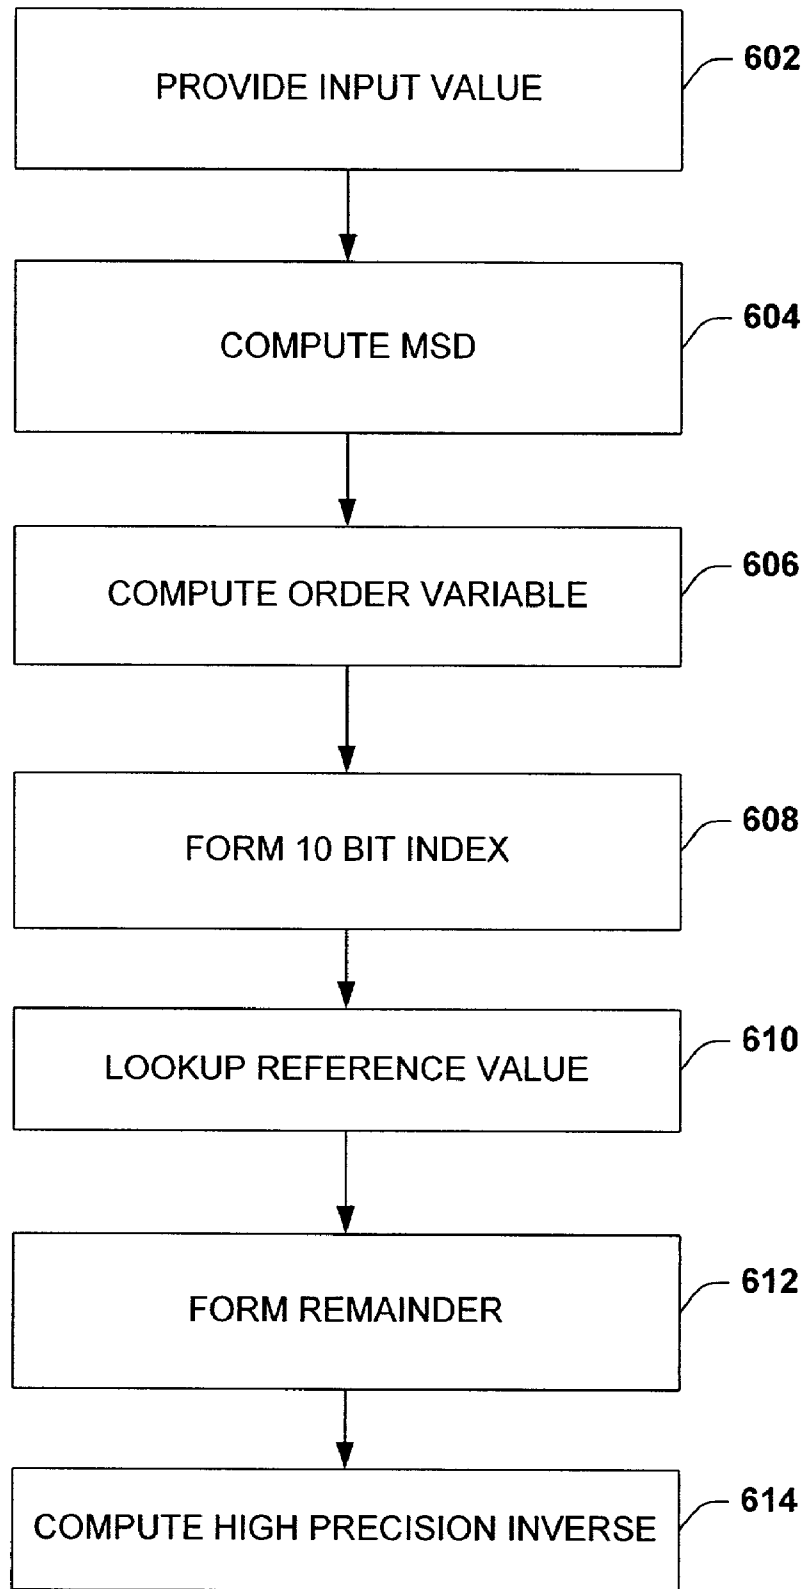 PROVIDE INPUT VALUE
602
COMPUTE MSD
604
COMPUTE ORDER VARIABLE
606
FORM 10 BIT INDEX
608
LOOKUP REFERENCE VALUE
610
FORM REMAINDER
612
COMPUTE HIGH PRECISION INVERSE
614